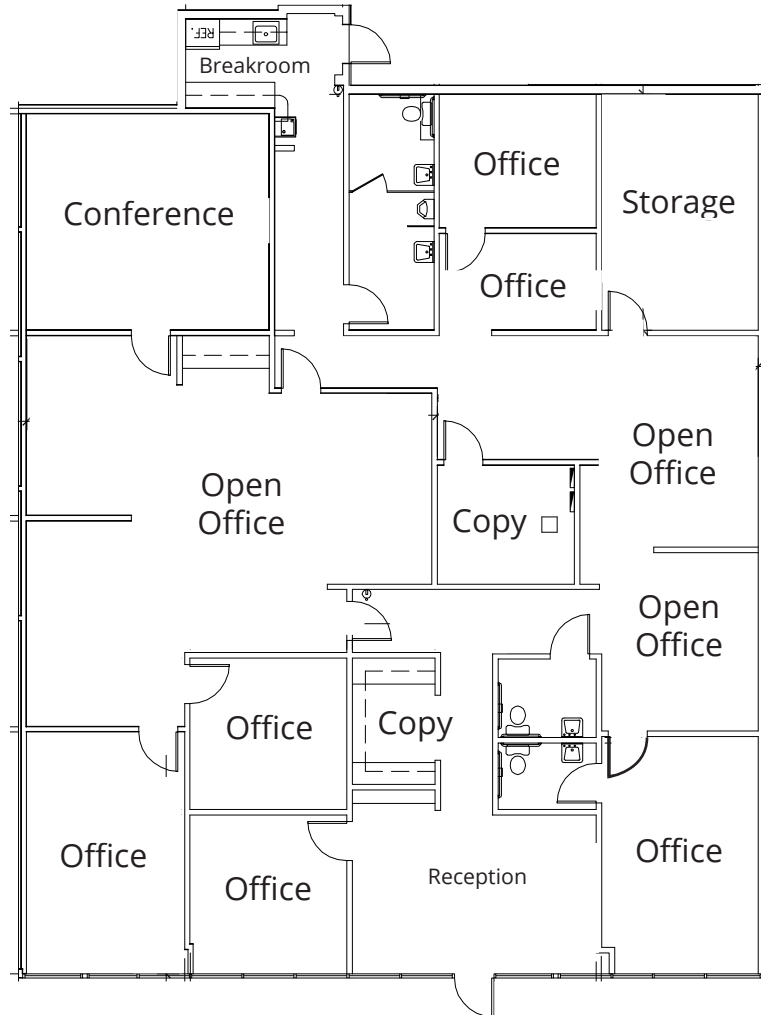 REF.
Breakroom
Conference
Office
Storage
Office
Open
Office
Open
Office
Copy
Open
Office
Office
Copy
Office
Office
Office
Reception